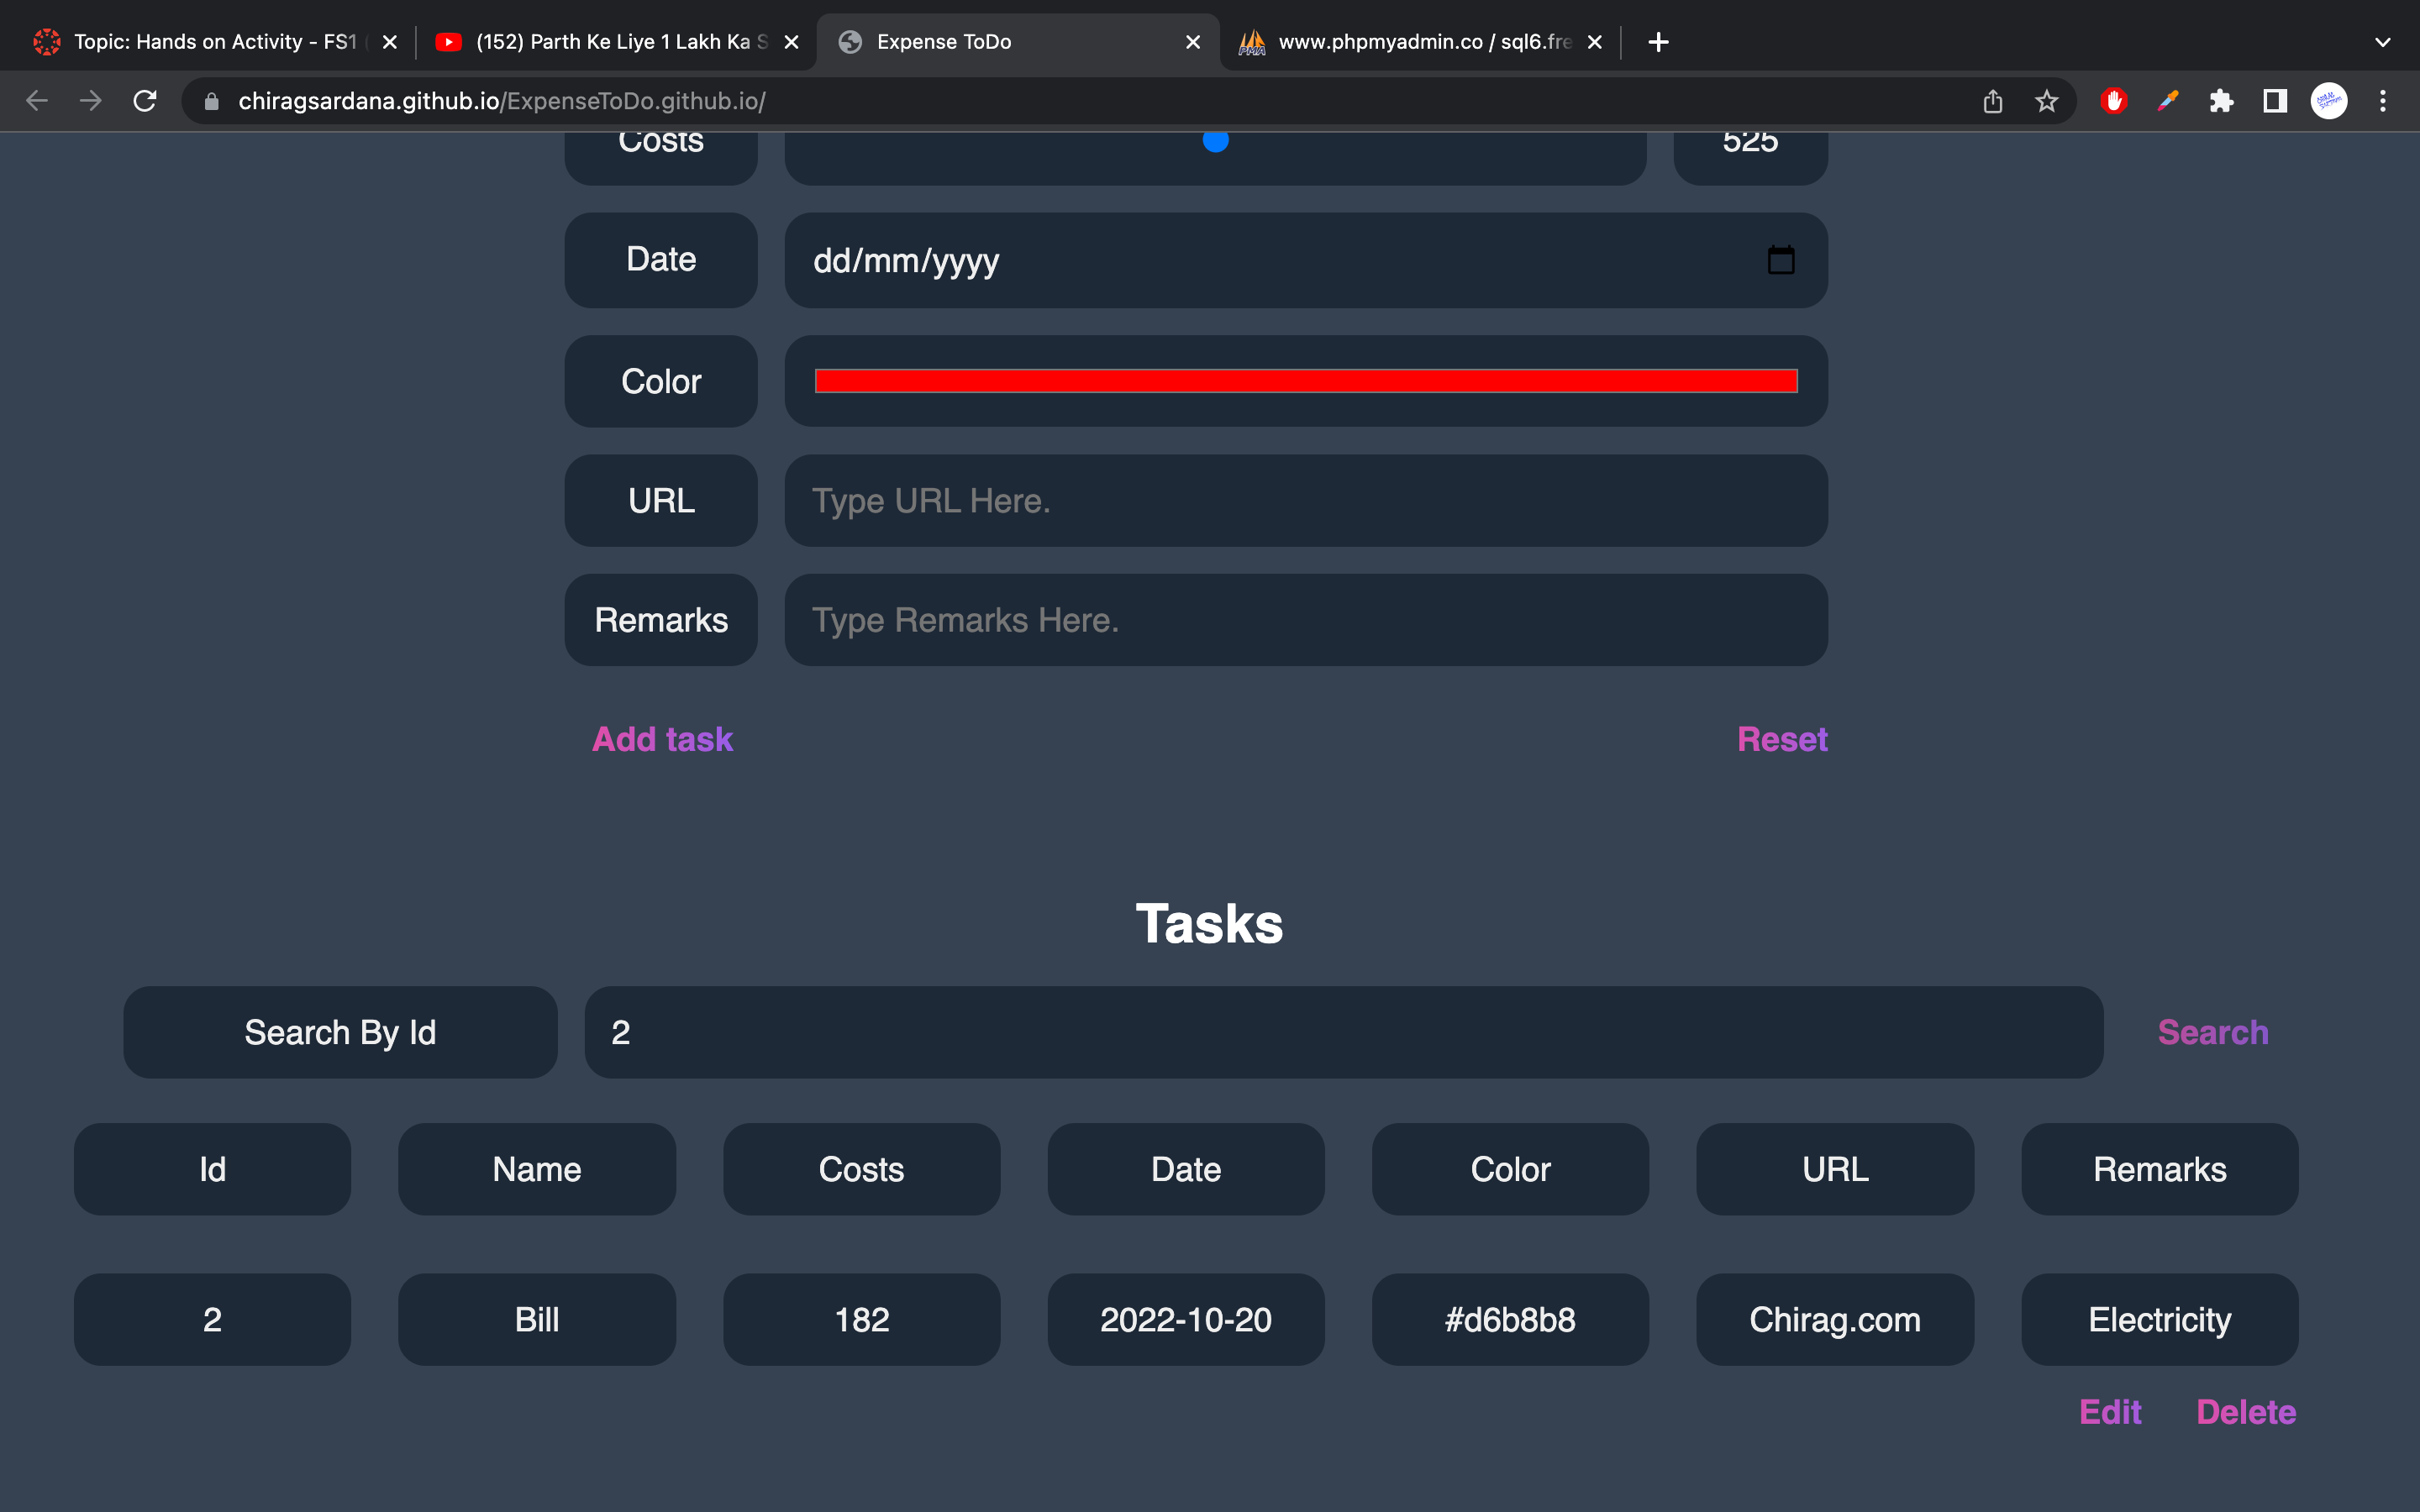 Topic: Hands on Activity - FS1
(152) Parth Ke Liye 1 Lakh Ka S
Expense ToDo
www.phpmyadmin.co / sql6.fre
chiragsardana.github.io/ExpenseToDo.github.io/
Costs 525
Date dd/mm/yyyy
Color
URL Type URL Here.
Remarks Type Remarks Here.
Add task Reset
Tasks
Search By Id 2 Search
Id Name Costs Date Color URL Remarks
2 Bill 182 2022-10-20 #d6b8b8 Chirag.com Electricity
Edit Delete